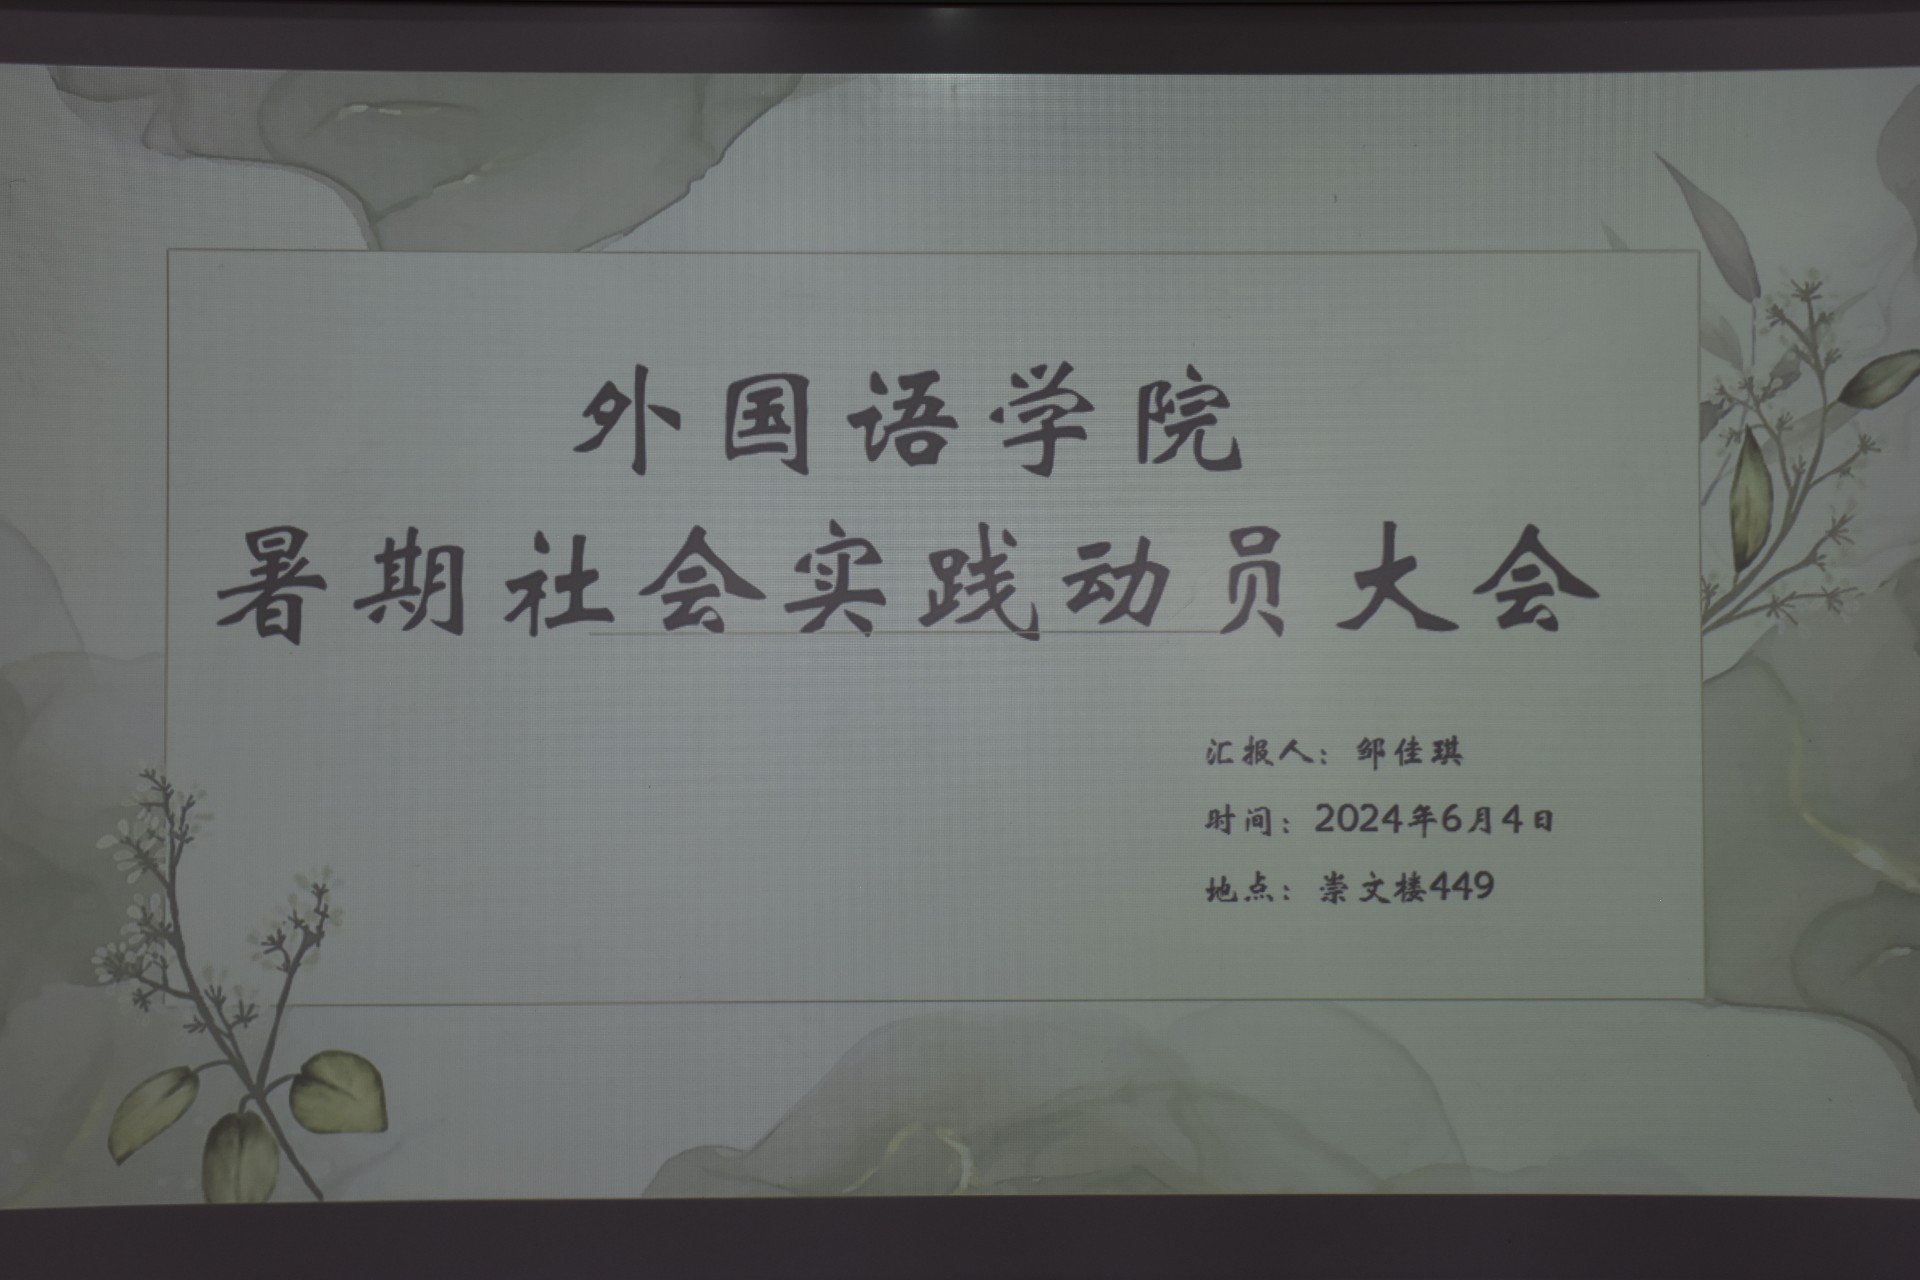 外国语学院
暑期社会实践动员大会
汇报人：邹佳琪
时间：2024年6月4日
地点：崇文楼449